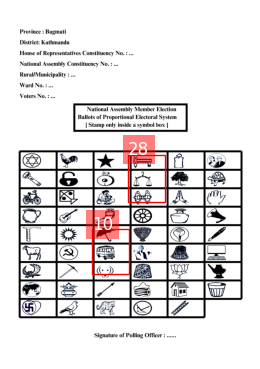 Province : Bagmati
District: Kathmandu
House of Representatives Constituency No. : ...
National Assembly Constituency No. : ...
Rural/Municipality : ...
Ward No. : ...
Voters No. : ...
National Assembly Member Election
Ballots of Proportional Electoral System
[ Stamp only inside a symbol box ]
28
10
Signature of Polling Officer : ......